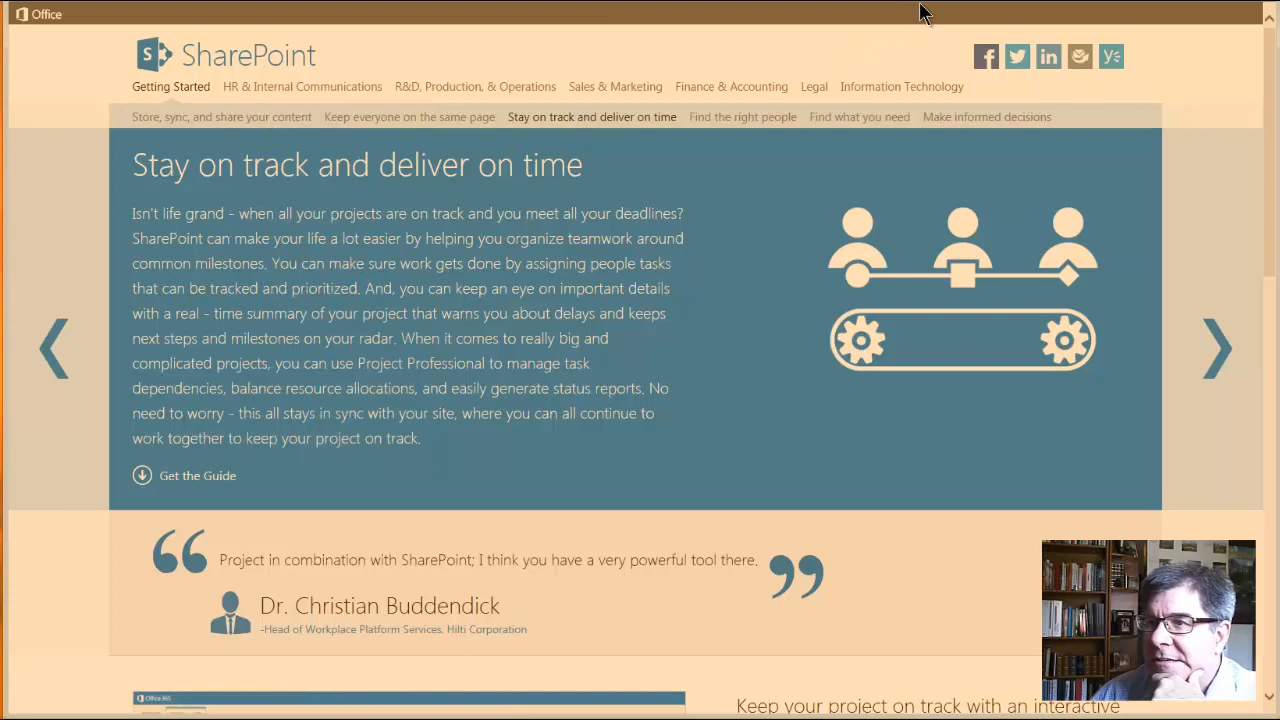 Office
SharePoint
Getting Started HR & Internal Communications R&D, Production, & Operations Sales & Marketing Finance & Accounting Legal Information Technology
Store, sync, and share your content Keep everyone on the same page Stay on track and deliver on time Find the right people Find what you need Make informed decisions
Stay on track and deliver on time
Isn't life grand - when all your projects are on track and you meet all your deadlines?
SharePoint can make your life a lot easier by helping you organize teamwork around
common milestones. You can make sure work gets done by assigning people tasks
that can be tracked and prioritized. And, you can keep an eye on important details
with a real - time summary of your project that warns you about delays and keeps
next steps and milestones on your radar. When it comes to really big and
complicated projects, you can use Project Professional to manage task
dependencies, balance resource allocations, and easily generate status reports. No
need to worry - this all stays in sync with your site, where you can all continue to
work together to keep your project on track.
Get the Guide
“ Project in combination with SharePoint; I think you have a very powerful tool there. ”
Dr. Christian Buddendick
-Head of Workplace Platform Services, Hilti Corporation
Office 365
Keep your project on track with an interactive